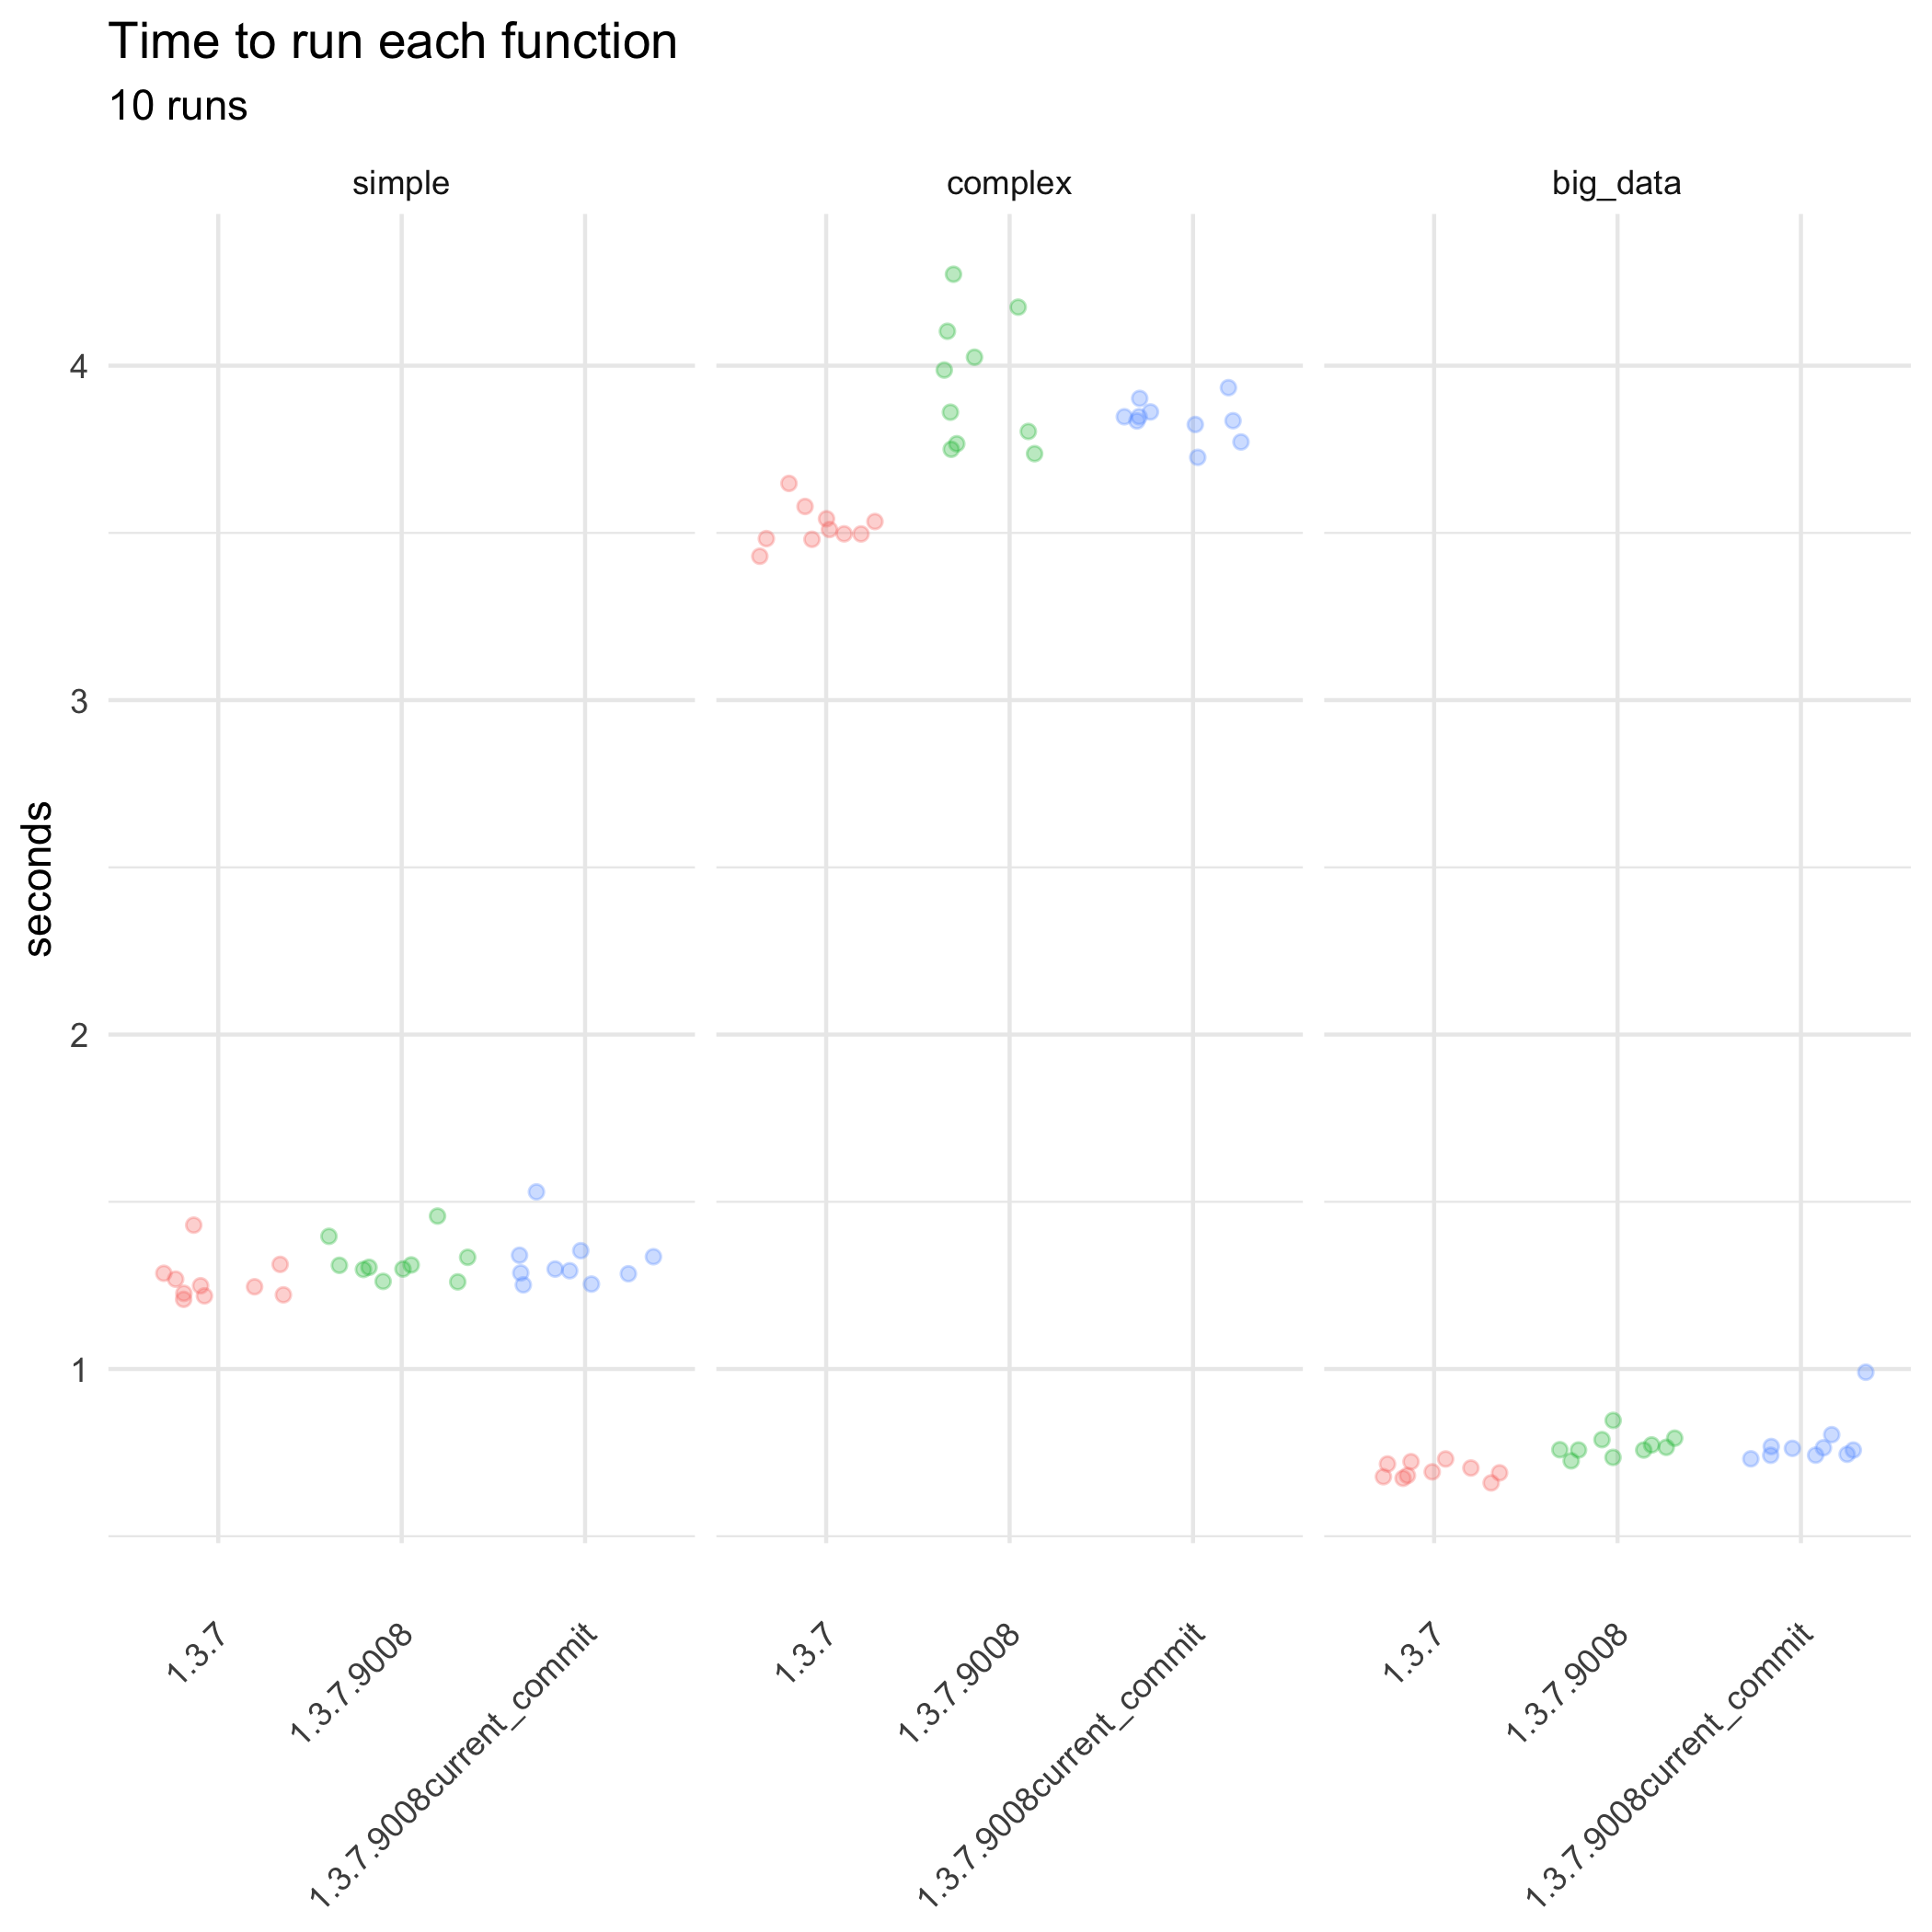 Time to run each function
10 runs
simple
complex
big_data
4
3
2
1
seconds
1.3.7
1.3.7.9008
1.3.7.9008current_commit
1.3.7
1.3.7.9008
1.3.7.9008current_commit
1.3.7
1.3.7.9008
1.3.7.9008current_commit